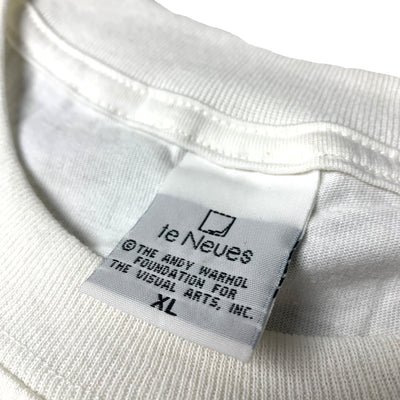 te Neues
©THE ANDY WARHOL
FOUNDATION FOR
THE VISUAL ARTS, INC.
XL